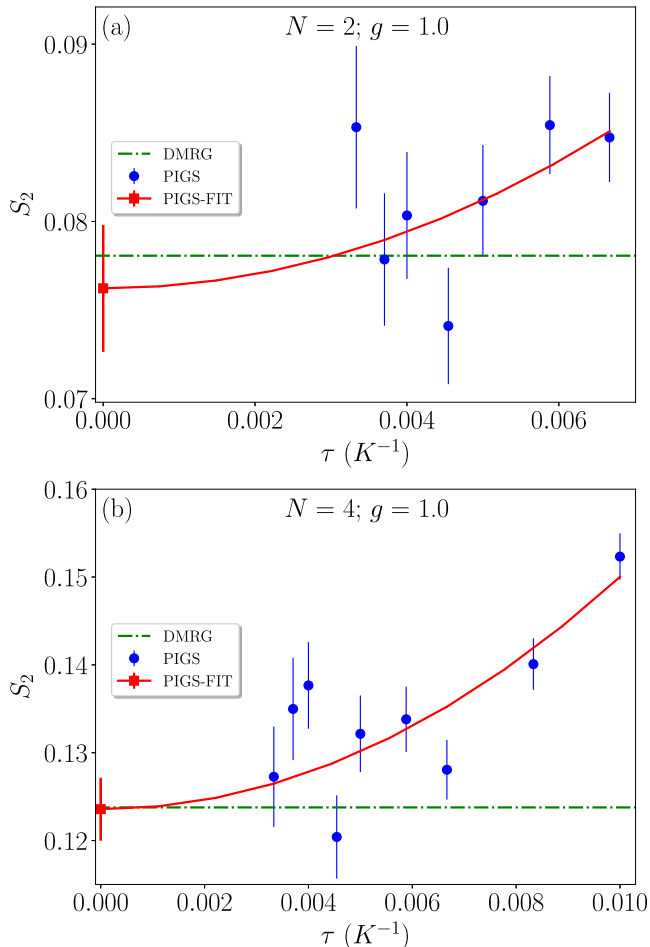 (a)
N = 2; g = 1.0
0.09
0.08
0.07
S₂
DMRG
PIGS
PIGS-FIT
0.000 0.002 0.004 0.006
τ (K⁻¹)
(b)
N = 4; g = 1.0
0.16
0.15
0.14
0.13
0.12
S₂
DMRG
PIGS
PIGS-FIT
0.000 0.002 0.004 0.006 0.008 0.010
τ (K⁻¹)